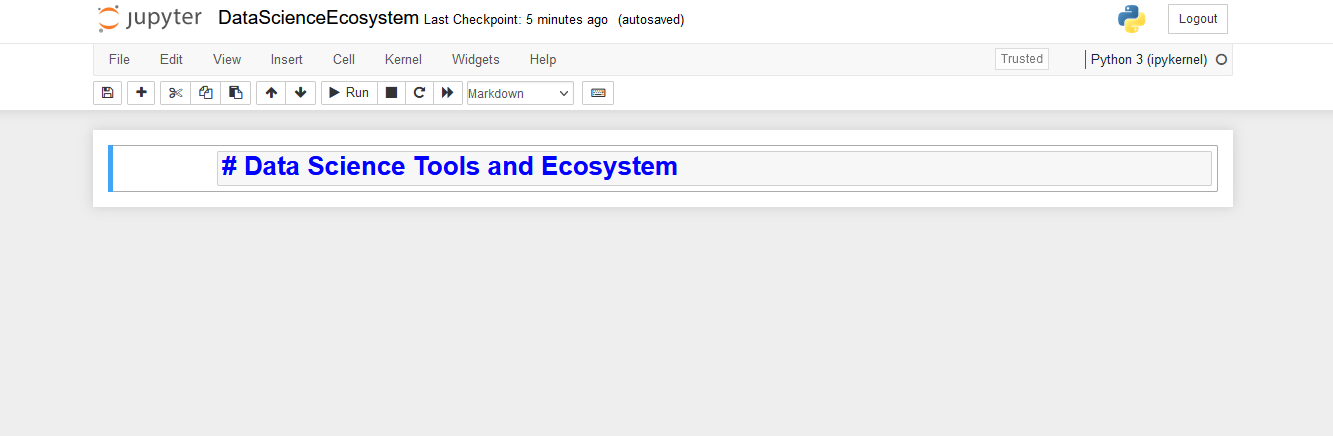 jupyter DataScienceEcosystem Last Checkpoint: 5 minutes ago (autosaved) Logout
File Edit View Insert Cell Kernel Widgets Help Trusted Python 3 (ipykernel)
Run Markdown
# Data Science Tools and Ecosystem